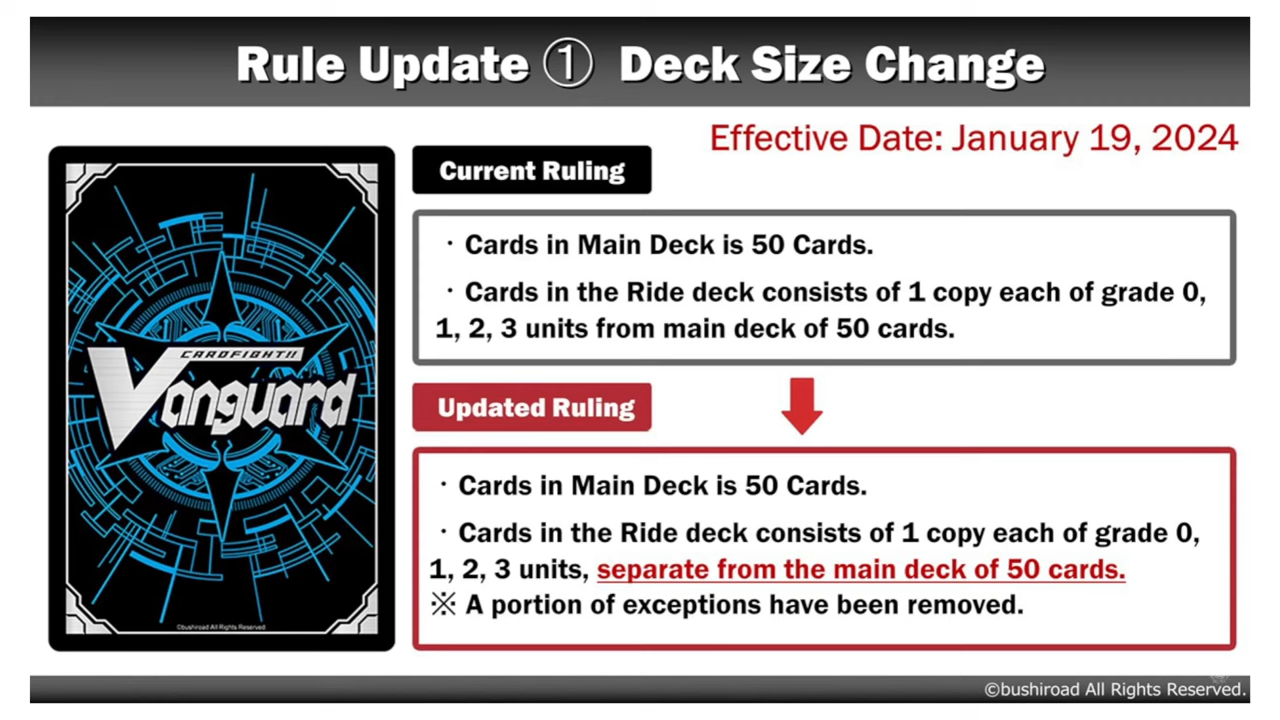 Rule Update ① Deck Size Change
Effective Date: January 19, 2024
CARDFIGHT!!
Vanguard
©bushiroad All Rights Reserved.
Current Ruling
・Cards in Main Deck is 50 Cards.
・Cards in the Ride deck consists of 1 copy each of grade 0,
1, 2, 3 units from main deck of 50 cards.
Updated Ruling
・Cards in Main Deck is 50 Cards.
・Cards in the Ride deck consists of 1 copy each of grade 0,
1, 2, 3 units, separate from the main deck of 50 cards.
※ A portion of exceptions have been removed.
©bushiroad All Rights Reserved.